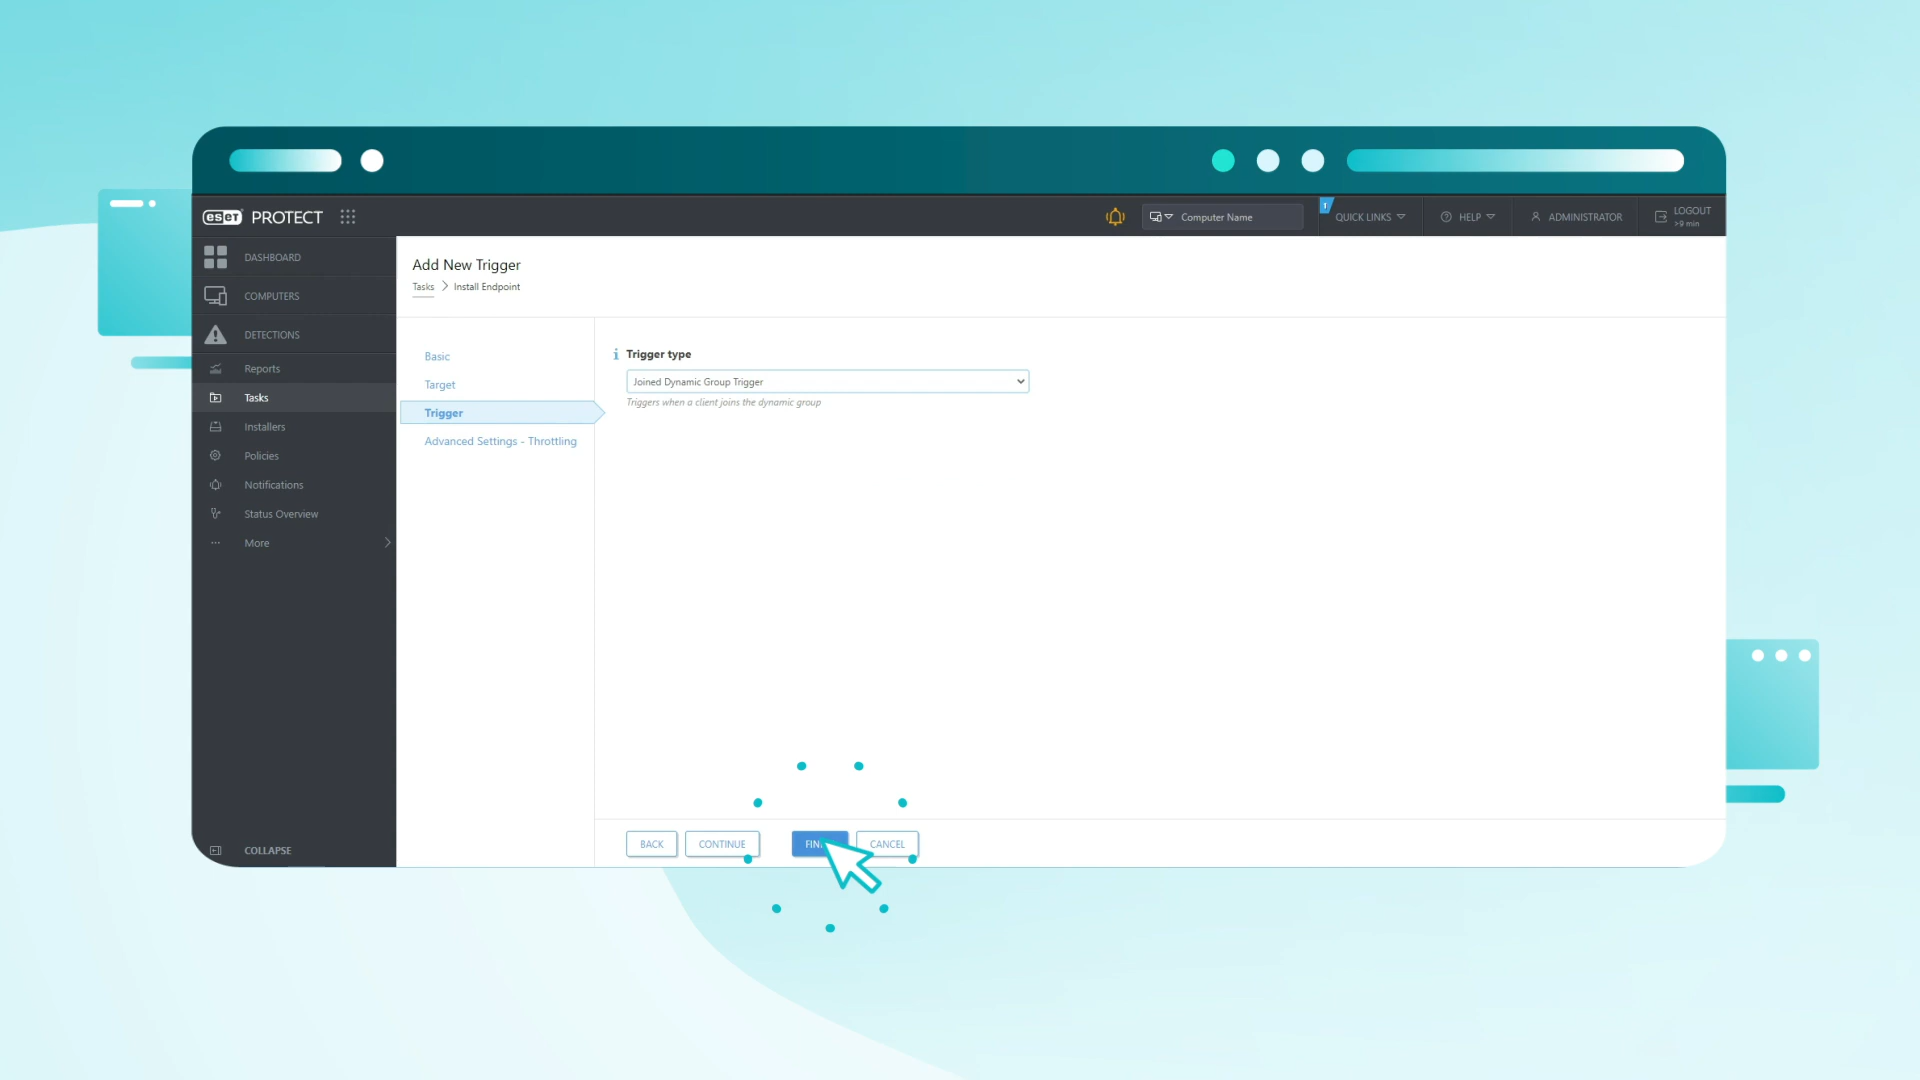 eset PROTECT
Computer Name
QUICK LINKS
HELP
ADMINISTRATOR
LOGOUT
>9 min
DASHBOARD
COMPUTERS
DETECTIONS
Reports
Tasks
Installers
Policies
Notifications
Status Overview
More
COLLAPSE
Add New Trigger
Tasks > Install Endpoint
Basic
Target
Trigger
Advanced Settings - Throttling
Trigger type
Joined Dynamic Group Trigger
Triggers when a client joins the dynamic group
BACK
CONTINUE
CANCEL